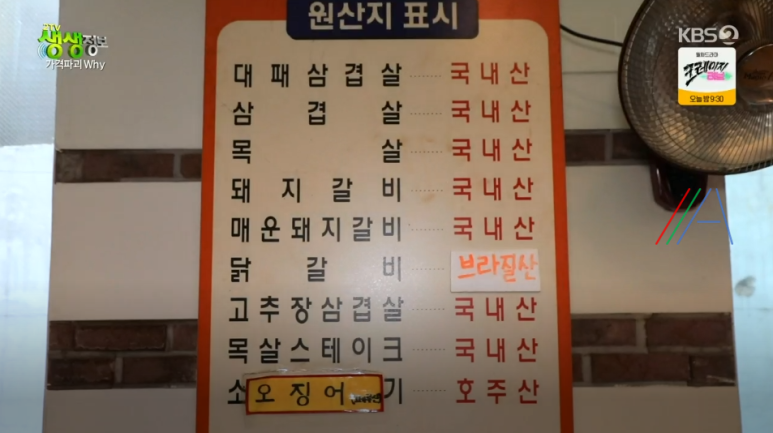 원산지 표시
2TV 생생정보
가격파괴 Why
KBS2
오늘 밤 9:30
대패삼겹살 국내산
삼겹살 국내산
목살 국내산
돼지갈비 국내산
매운돼지갈비 국내산
닭갈비 브라질산
고추장삼겹살 국내산
목살스테이크 국내산
소오징어기 호주산